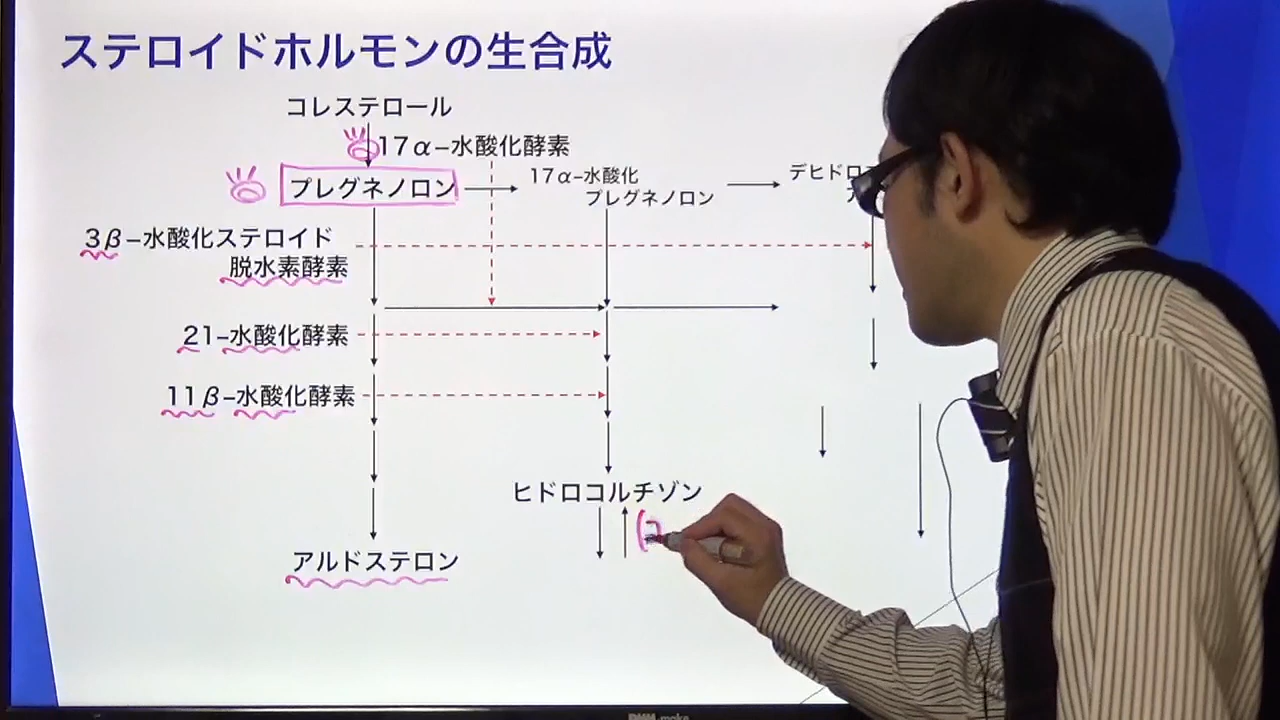 ステロイドホルモンの生合成
コレステロール
17α−水酸化酵素
プレグネノロン
17α−水酸化
プレグネノロン
デヒドロ
3β−水酸化ステロイド
脱水素酵素
21−水酸化酵素
11β−水酸化酵素
ヒドロコルチゾン
アルドステロン